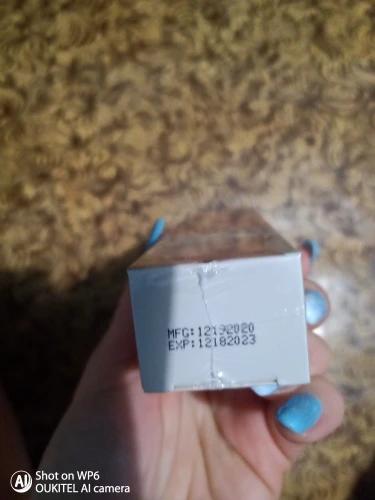 MFG:12192020
EXP:12182023
Shot on WP6
OUKITEL AI camera